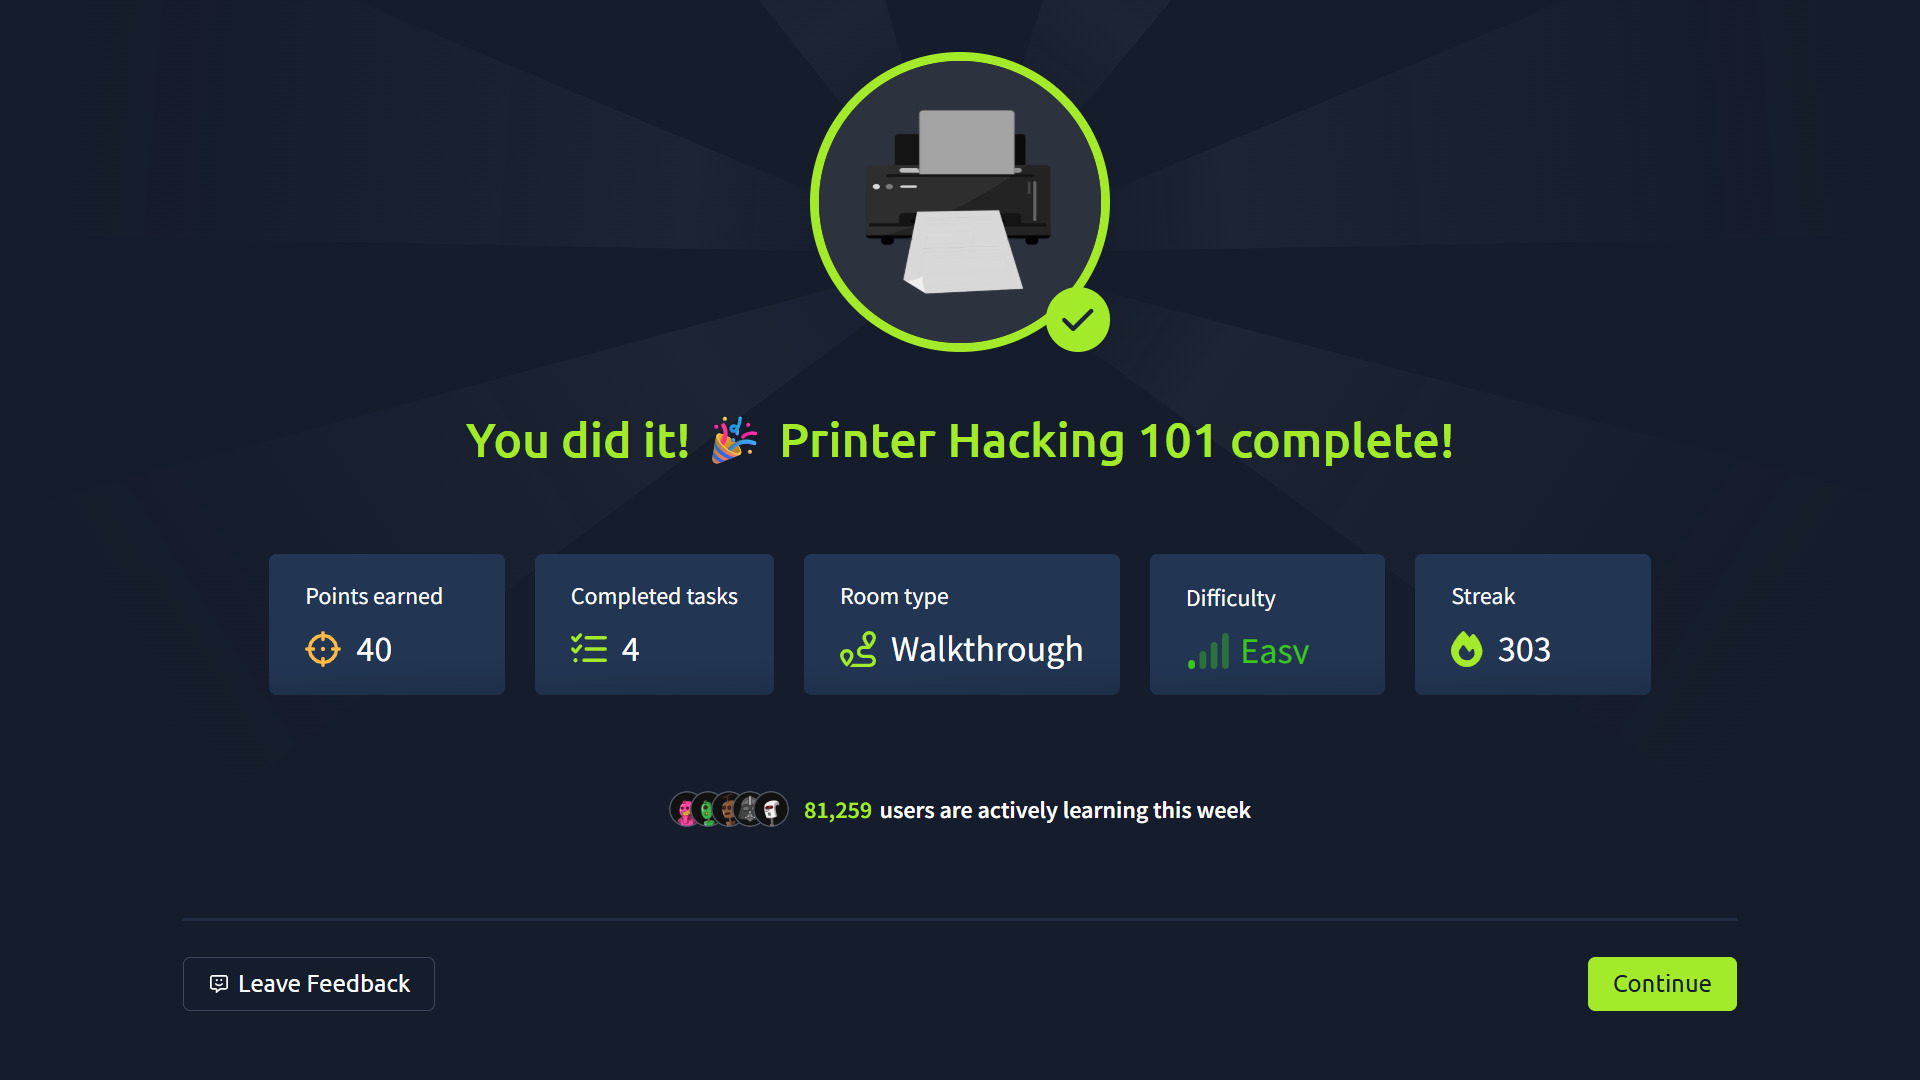 You did it! 🎉 Printer Hacking 101 complete!
Points earned
40
Completed tasks
4
Room type
Walkthrough
Difficulty
Easy
Streak
303
81,259 users are actively learning this week
Leave Feedback
Continue